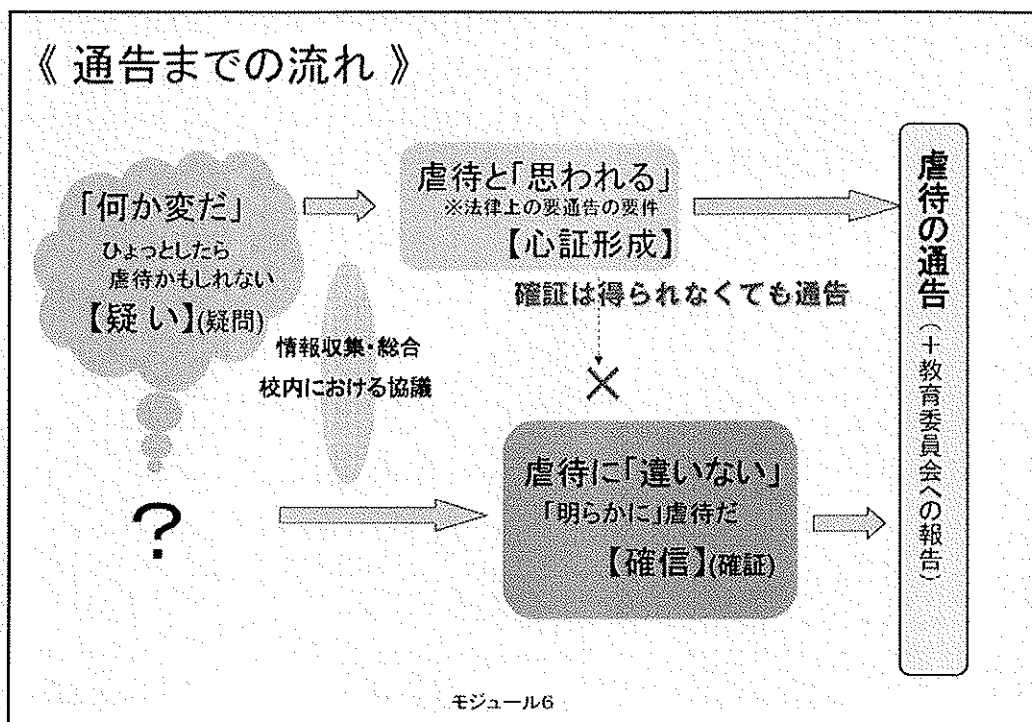 《 通告までの流れ 》
「何か変だ」
ひょっとしたら
虐待かもしれない
【疑 い】(疑問)
?
情報収集・総合
校内における協議
虐待と「思われる」
※法律上の要通告の要件
【心証形成】
確証は得られなくても通告
×
虐待に「違いない」
「明らかに」虐待だ
【確信】(確証)
虐待の通告(+教育委員会への報告)
モジュール6